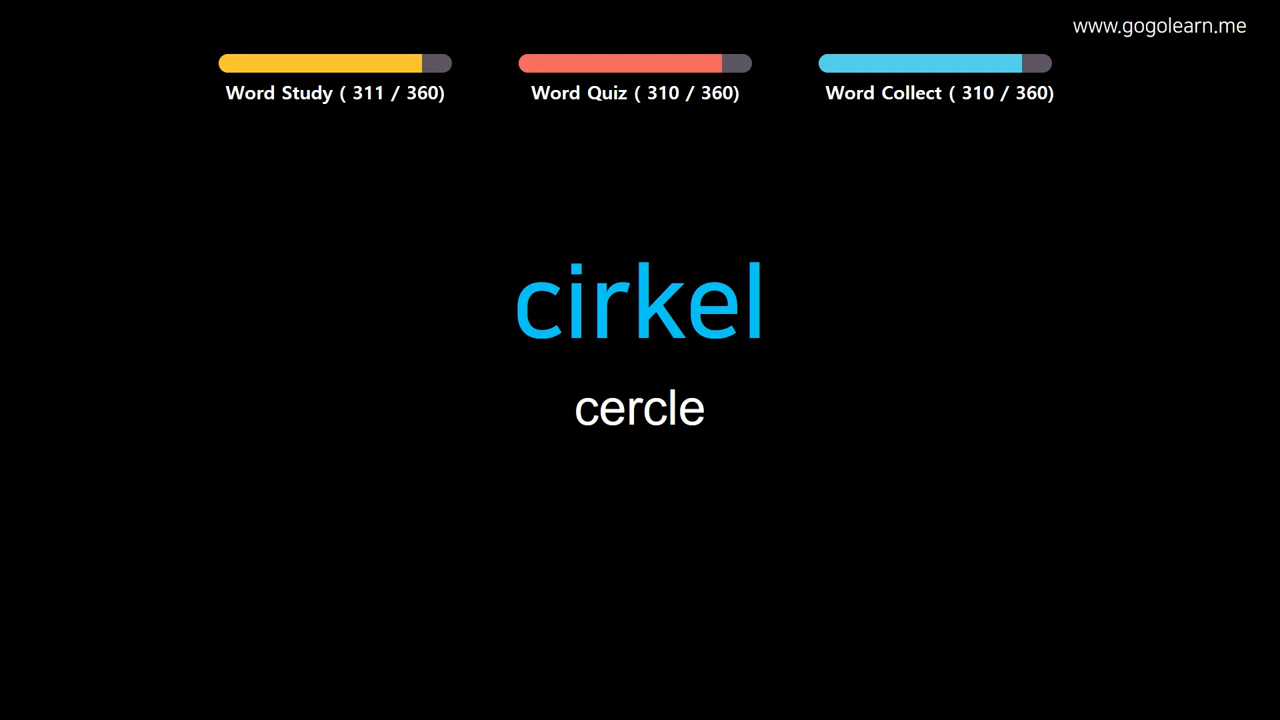 www.gogolearn.me
Word Study ( 311 / 360)
Word Quiz ( 310 / 360)
Word Collect ( 310 / 360)
cirkel
cercle